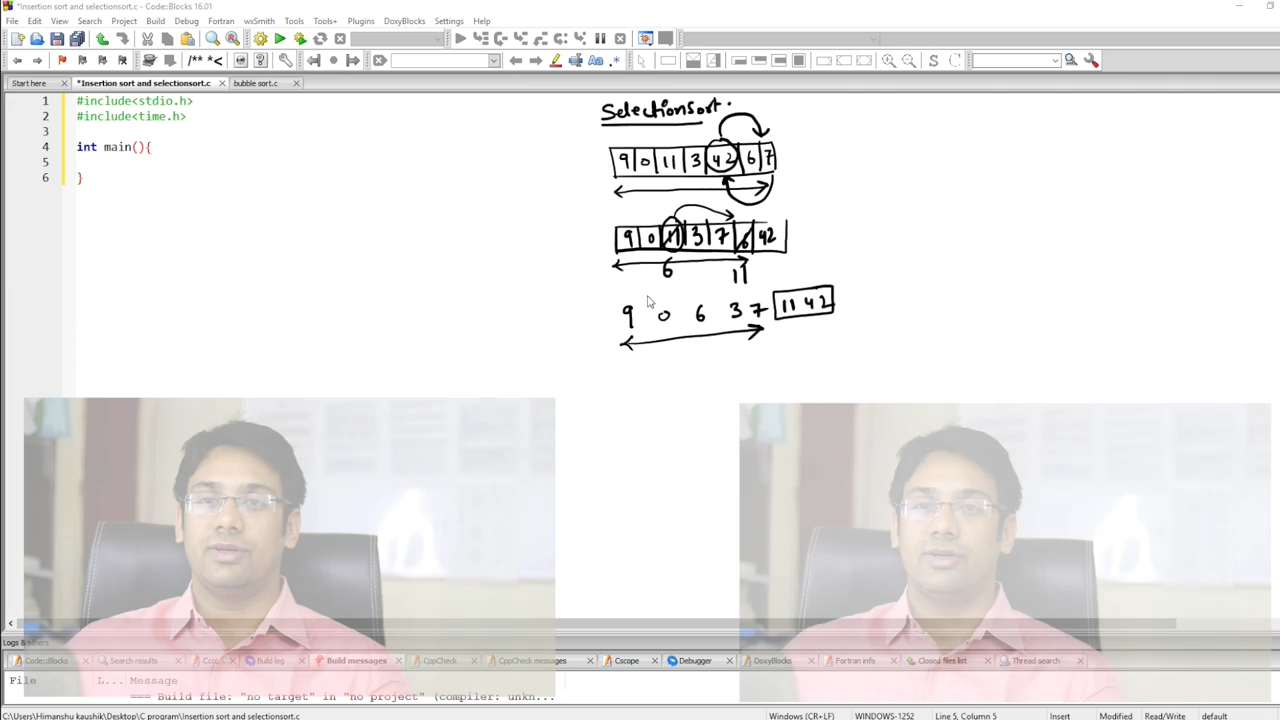 *Insertion sort and selectionsort.c - Code::Blocks 16.01
File Edit View Search Project Build Debug Fortran wxSmith Tools Tools+ Plugins DoxyBlocks Settings Help
/** *<
Start here *Insertion sort and selectionsort.c bubble sort.c
1 #include<stdio.h>
2 #include<time.h>
3
4 int main(){
5
6 }
Selectionsort.
9 0 11 3 42 6 7
9 0 11 3 7 6 42
6 11
9 0 6 3 7 11 42
Logs & others
Code::Blocks Search results Cccc Build log Build messages CppCheck CppCheck messages Cscope Debugger DoxyBlocks Fortran info Closed files list Thread search
File L... Message
=== Build file: "no target" in "no project" (compiler: unkn...
C:\Users\Himanshu kaushik\Desktop\C program\Insertion sort and selectionsort.c Windows (CR+LF) WINDOWS-1252 Line 5, Column 5 Insert Modified Read/Write default